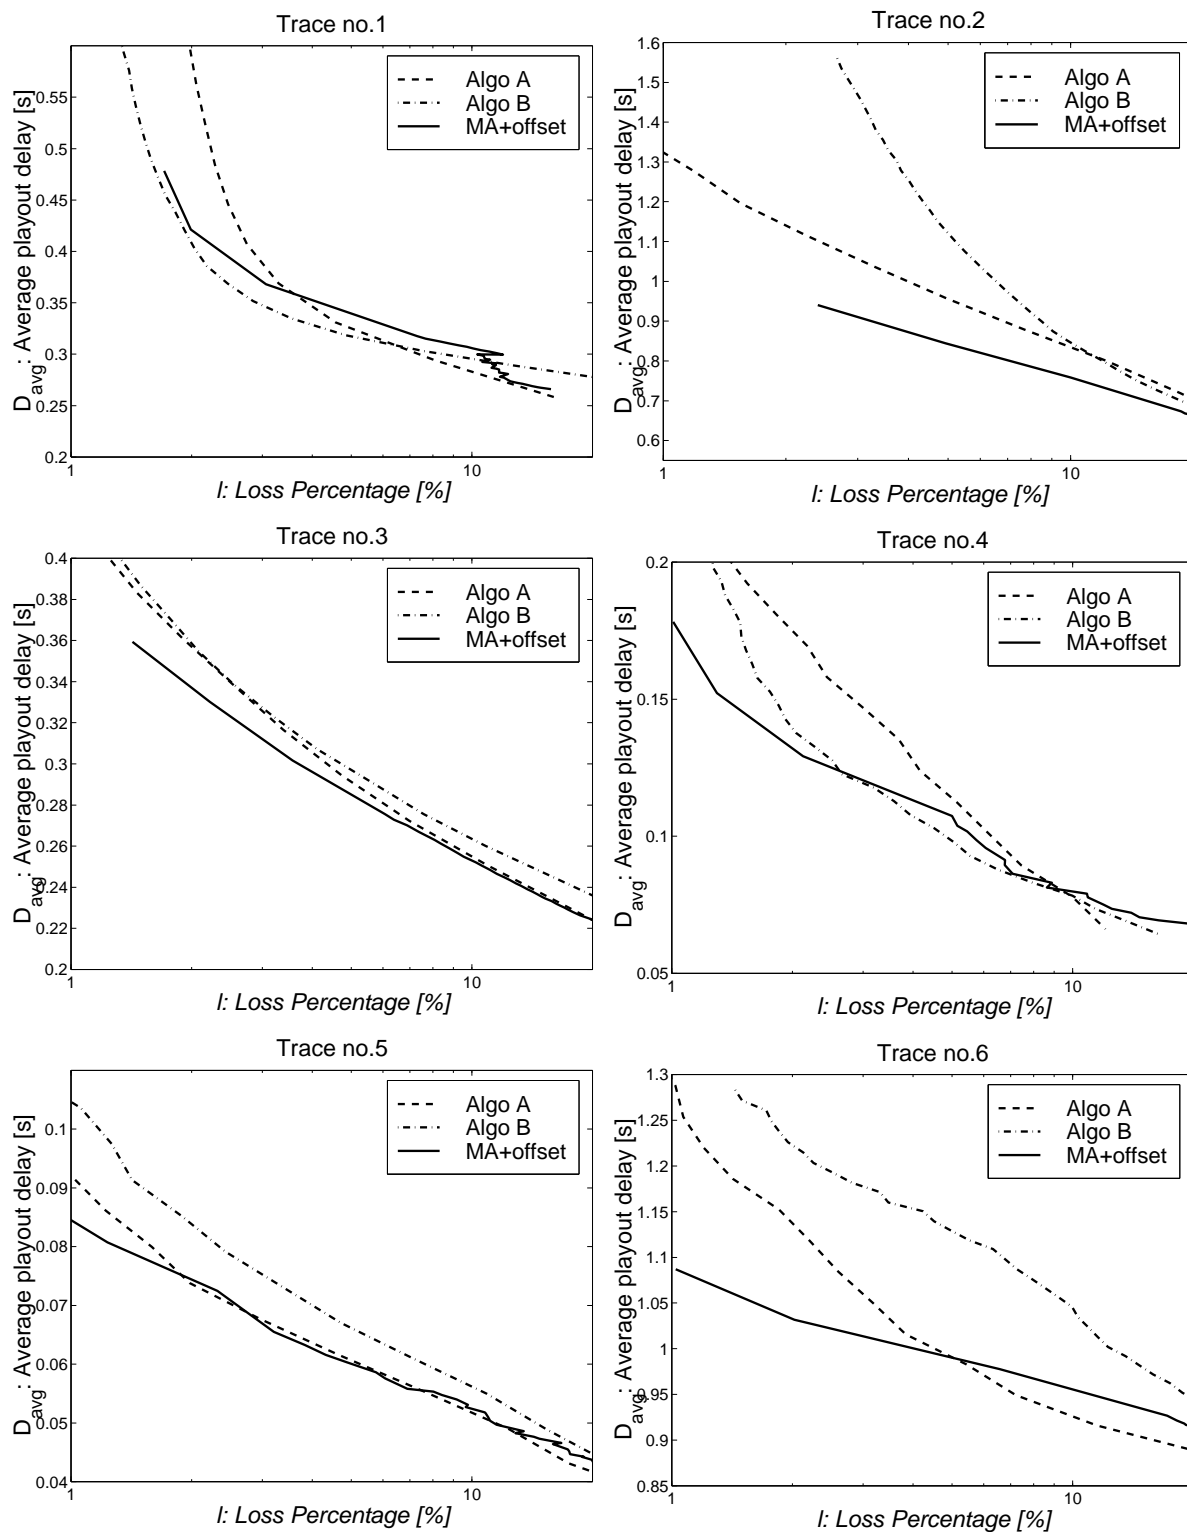 Trace no.1
Algo A
Algo B
MA+offset
0.55
0.5
0.45
0.4
0.35
0.3
0.25
0.2
1
10
D_avg: Average playout delay [s]
l: Loss Percentage [%]
Trace no.2
Algo A
Algo B
MA+offset
1.6
1.5
1.4
1.3
1.2
1.1
1
0.9
0.8
0.7
0.6
1
10
D_avg: Average playout delay [s]
l: Loss Percentage [%]
Trace no.3
Algo A
Algo B
MA+offset
0.4
0.38
0.36
0.34
0.32
0.3
0.28
0.26
0.24
0.22
0.2
1
10
D_avg: Average playout delay [s]
l: Loss Percentage [%]
Trace no.4
Algo A
Algo B
MA+offset
0.2
0.15
0.1
0.05
1
10
D_avg: Average playout delay [s]
l: Loss Percentage [%]
Trace no.5
Algo A
Algo B
MA+offset
0.1
0.09
0.08
0.07
0.06
0.05
0.04
1
10
D_avg: Average playout delay [s]
l: Loss Percentage [%]
Trace no.6
Algo A
Algo B
MA+offset
1.3
1.25
1.2
1.15
1.1
1.05
1
0.95
0.9
0.85
1
10
D_avg: Average playout delay [s]
l: Loss Percentage [%]